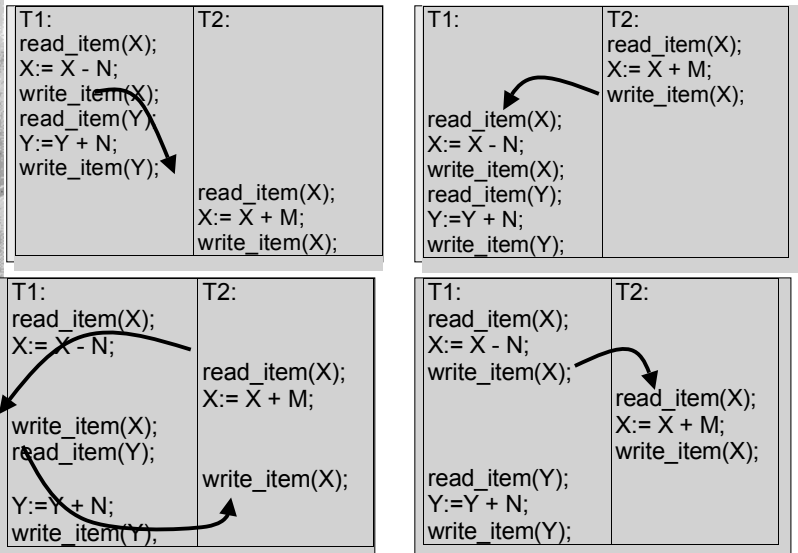 T1:
read_item(X);
X:= X - N;
write_item(X);
read_item(Y);
Y:=Y + N;
write_item(Y);
T2:
read_item(X);
X:= X + M;
write_item(X);
T1:
read_item(X);
X:= X - N;
write_item(X);
read_item(Y);
Y:=Y + N;
write_item(Y);
T2:
read_item(X);
X:= X + M;
write_item(X);
T1:
read_item(X);
X:= X - N;
write_item(X);
read_item(Y);
Y:=Y + N;
write_item(Y);
T2:
read_item(X);
X:= X + M;
write_item(X);
T1:
read_item(X);
X:= X - N;
write_item(X);
read_item(Y);
Y:=Y + N;
write_item(Y);
T2:
read_item(X);
X:= X + M;
write_item(X);